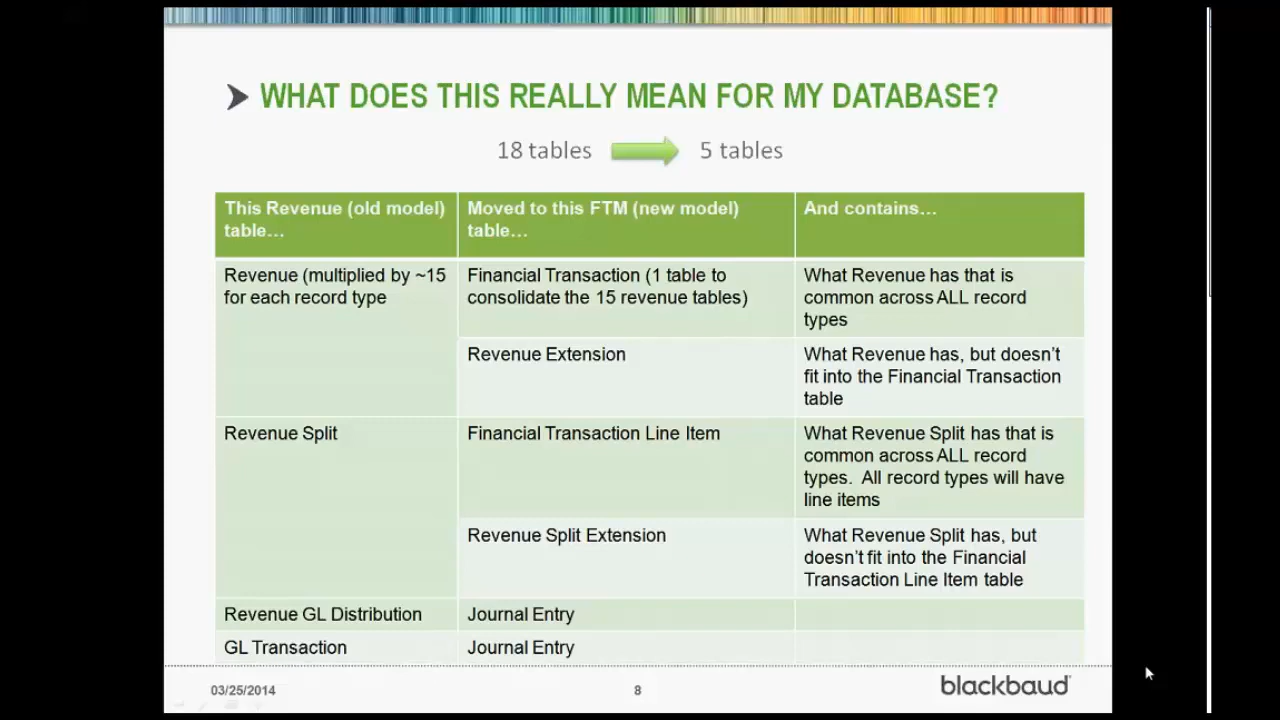 WHAT DOES THIS REALLY MEAN FOR MY DATABASE?
18 tables 5 tables
This Revenue (old model)
table…
Moved to this FTM (new model)
table…
And contains…
Revenue (multiplied by ~15
for each record type
Financial Transaction (1 table to
consolidate the 15 revenue tables)
What Revenue has that is
common across ALL record
types
Revenue Extension
What Revenue has, but doesn't
fit into the Financial Transaction
table
Revenue Split
Financial Transaction Line Item
What Revenue Split has that is
common across ALL record
types. All record types will have
line items
Revenue Split Extension
What Revenue Split has, but
doesn't fit into the Financial
Transaction Line Item table
Revenue GL Distribution
Journal Entry
GL Transaction
Journal Entry
03/25/2014
8
blackbaud